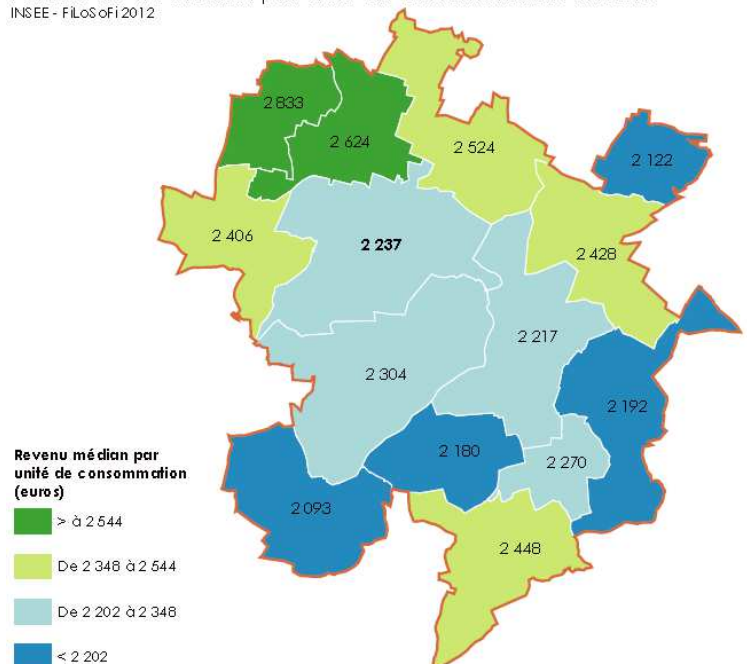 INSEE - FiLoSoFi 2012
2 833
2 624
2 524
2 122
2 406
2 237
2 428
2 217
2 304
2 192
2 180
2 270
2 093
2 448
Revenu médian par
unité de consommation
(euros)
> à 2 544
De 2 348 à 2 544
De 2 202 à 2 348
< 2 202